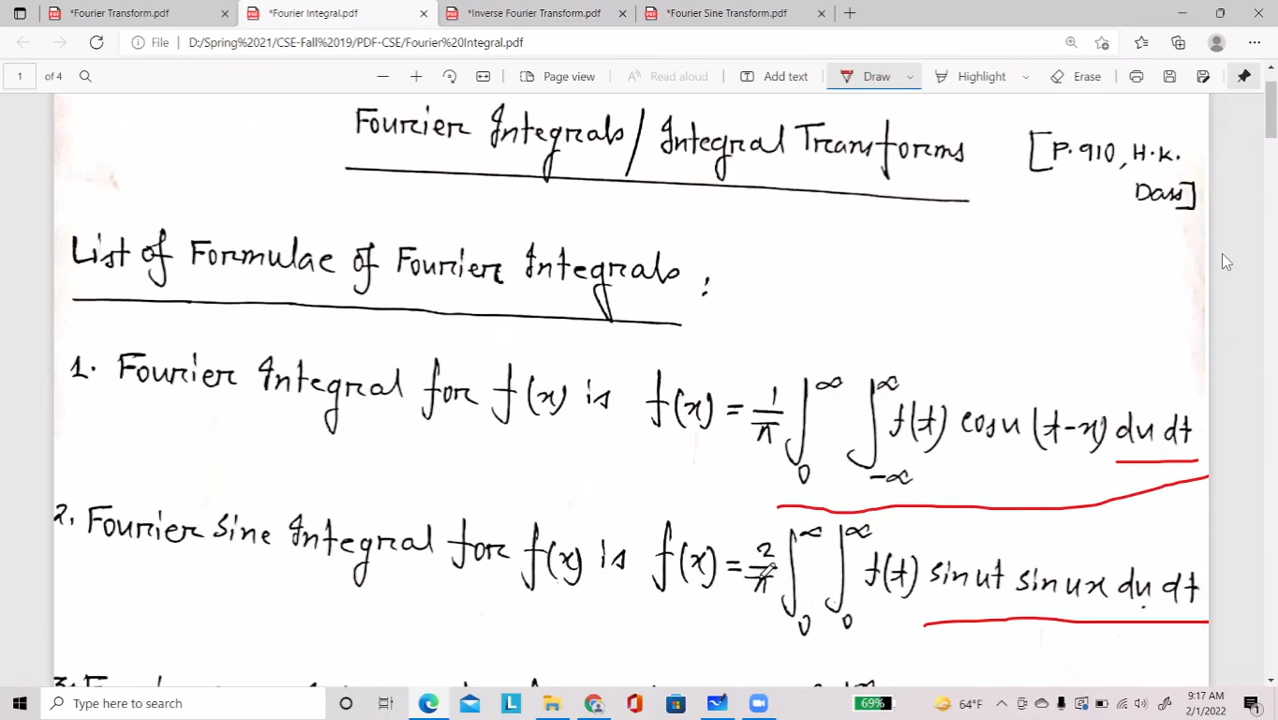 *Fourier Transform.pdf
*Fourier Integral.pdf
*Inverse Fourier Transform.pdf
*Fourier Sine Transform.pdf
File D:/Spring%2021/CSE-Fall%2019/PDF-CSE/Fourier%20Integral.pdf
1 of 4 Page view Read aloud Add text Draw Highlight Erase
Fourier Integrals/Integral Transforms [P. 910, H.K.
Dass]
List of Formulae of Fourier Integrals :
1. Fourier Integral for f(x) is f(x) = 1/π ∫₀^∞ ∫₋∞^∞ f(t) cosu (t-x) du dt
2. Fourier Sine Integral for f(x) is f(x) = 2/π ∫₀^∞ ∫₀^∞ f(t) sin ut sin ux du dt
Type here to search
69%
64°F
9:17 AM
2/1/2022